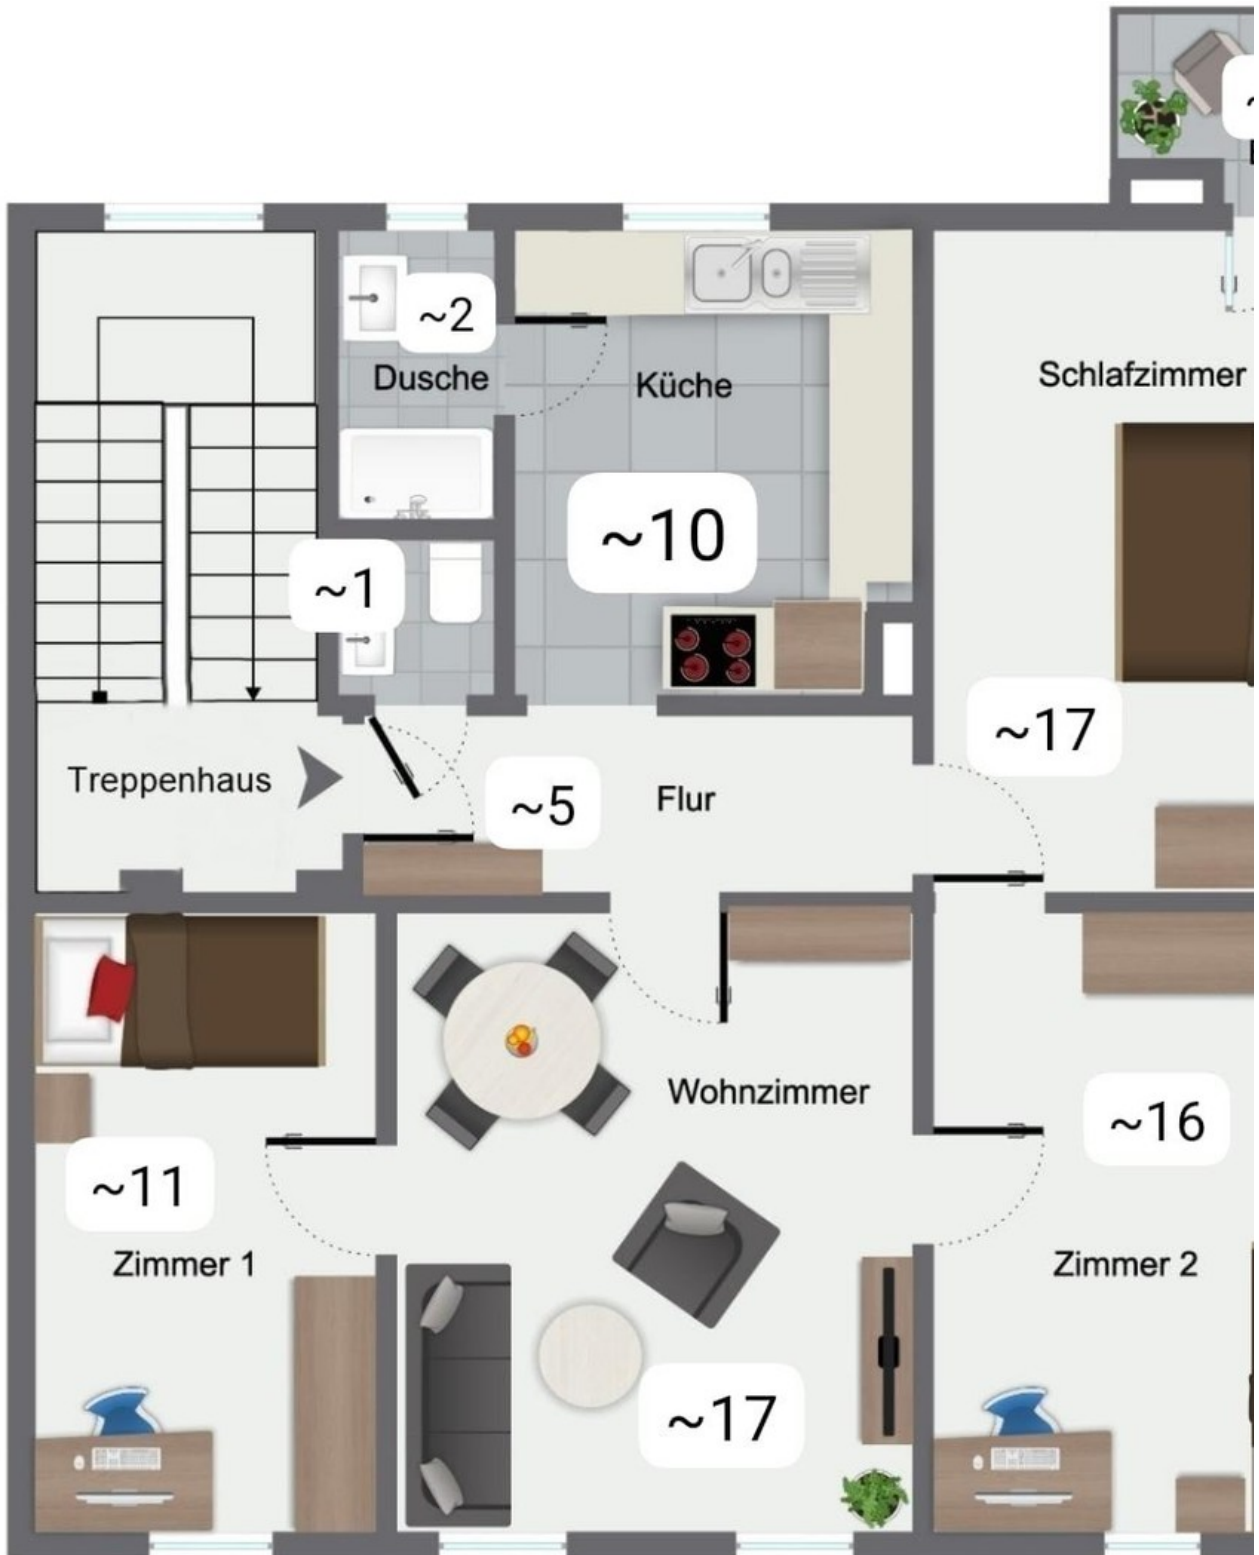 ~2
Dusche
Küche
Schlafzimmer
~10
~1
~17
Treppenhaus
~5
Flur
Wohnzimmer
~11
~16
Zimmer 1
Zimmer 2
~17